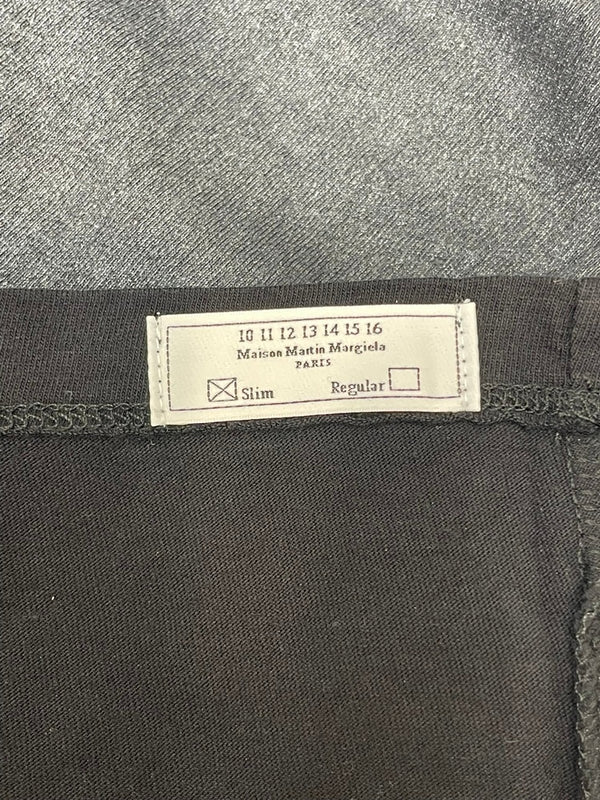 10 11 12 13 14 15 16
Maison Martin Margiela
PARIS
Slim Regular